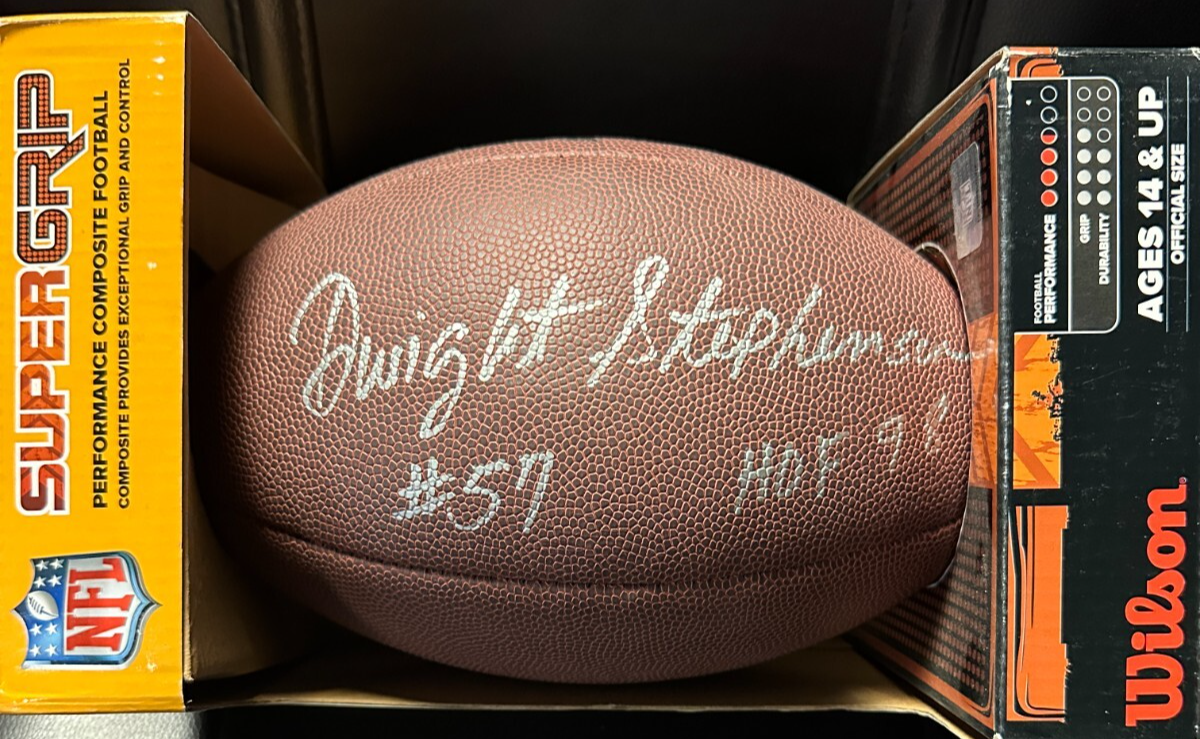 SUPERGRIP
PERFORMANCE COMPOSITE FOOTBALL
COMPOSITE PROVIDES EXCEPTIONAL GRIP AND CONTROL
NFL
Dwight Stephenson
#57
HOF 98
FOOTBALL
PERFORMANCE
GRIP
DURABILITY
AGES 14 & UP
OFFICIAL SIZE
Wilson